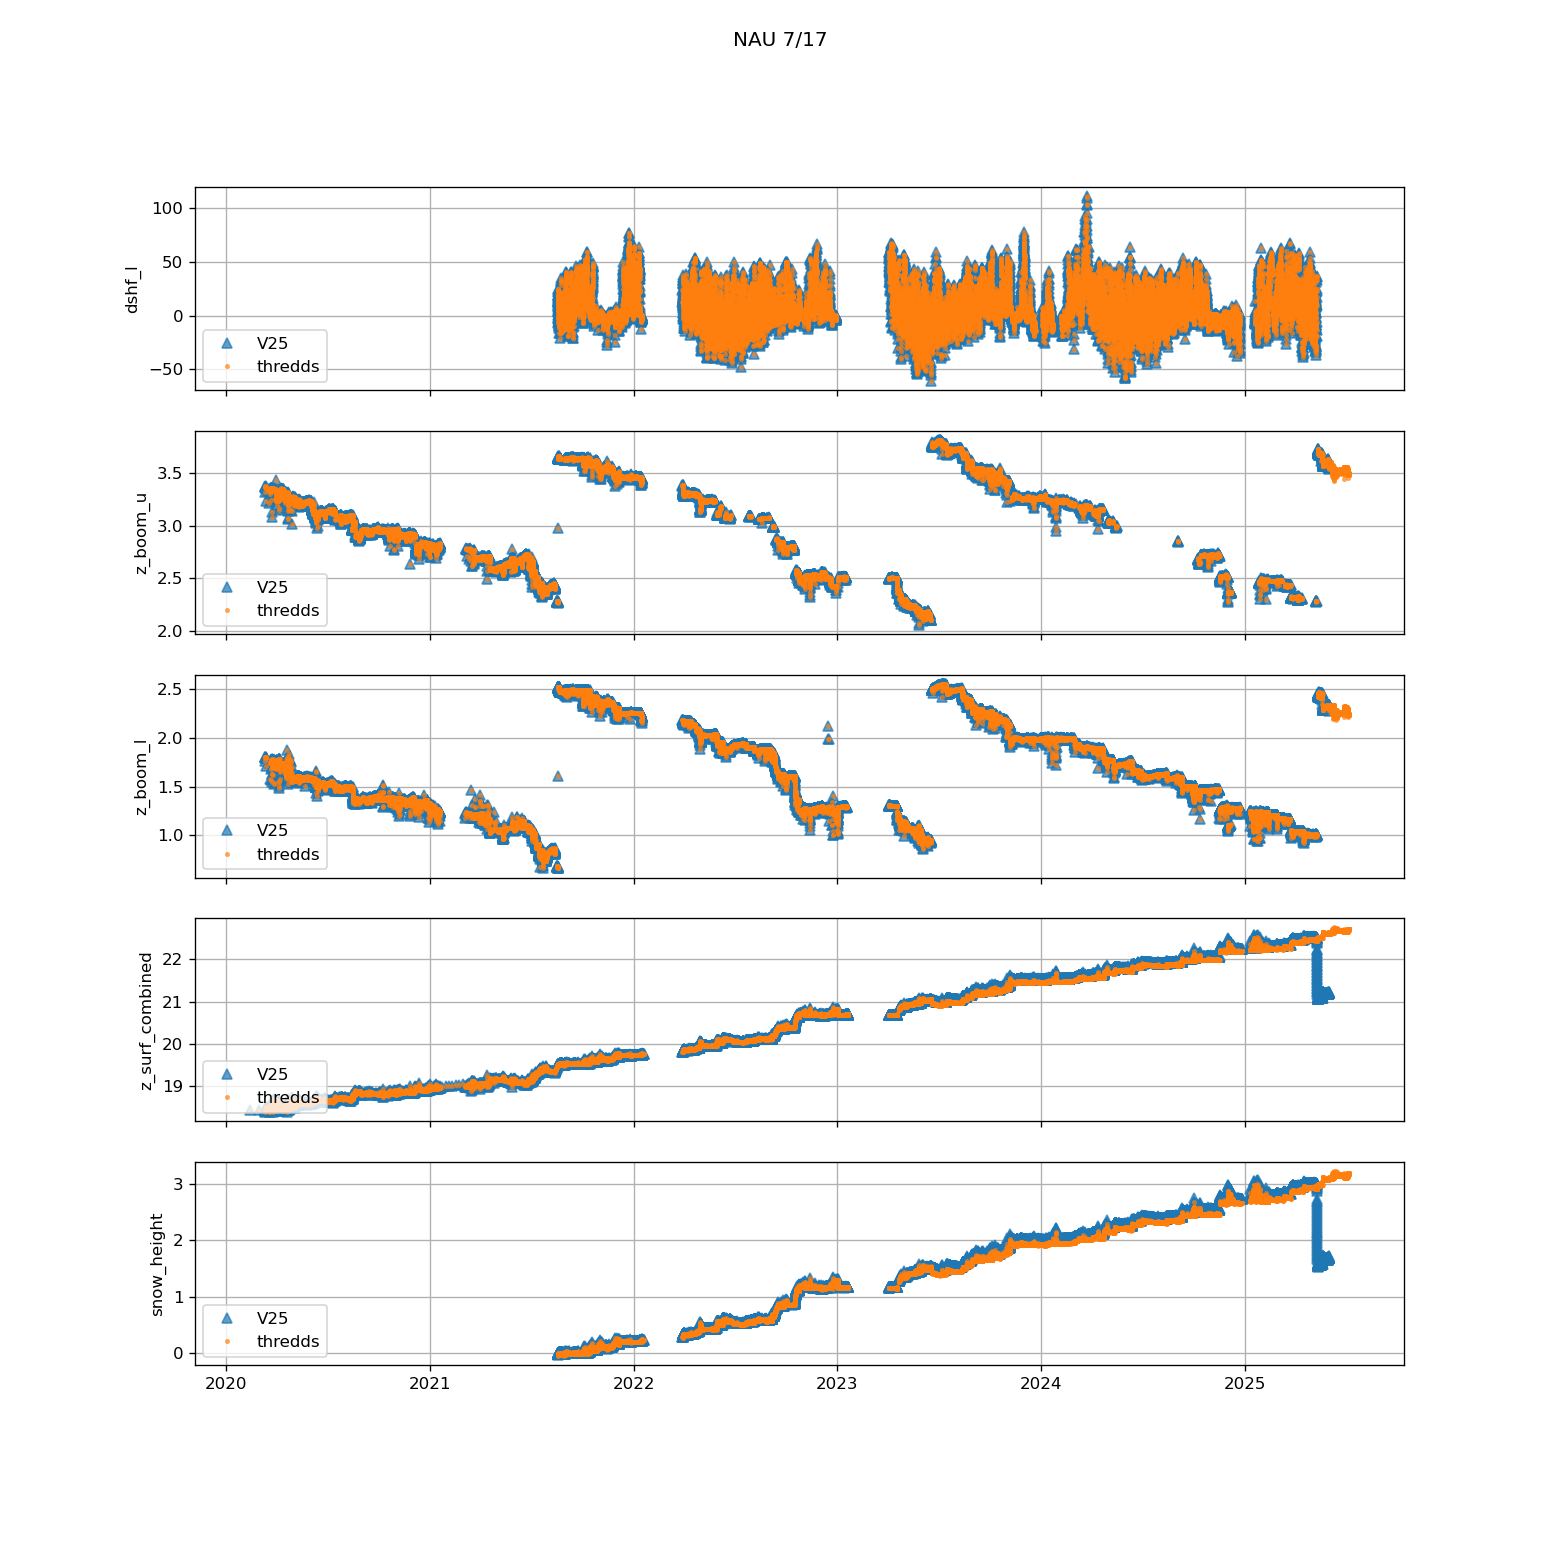 NAU 7/17
100
50
0
−50
dshf_l
V25
thredds
3.5
3.0
2.5
2.0
z_boom_u
V25
thredds
2.5
2.0
1.5
1.0
z_boom_l
V25
thredds
22
21
20
19
z_surf_combined
V25
thredds
3
2
1
0
snow_height
V25
thredds
2020 2021 2022 2023 2024 2025